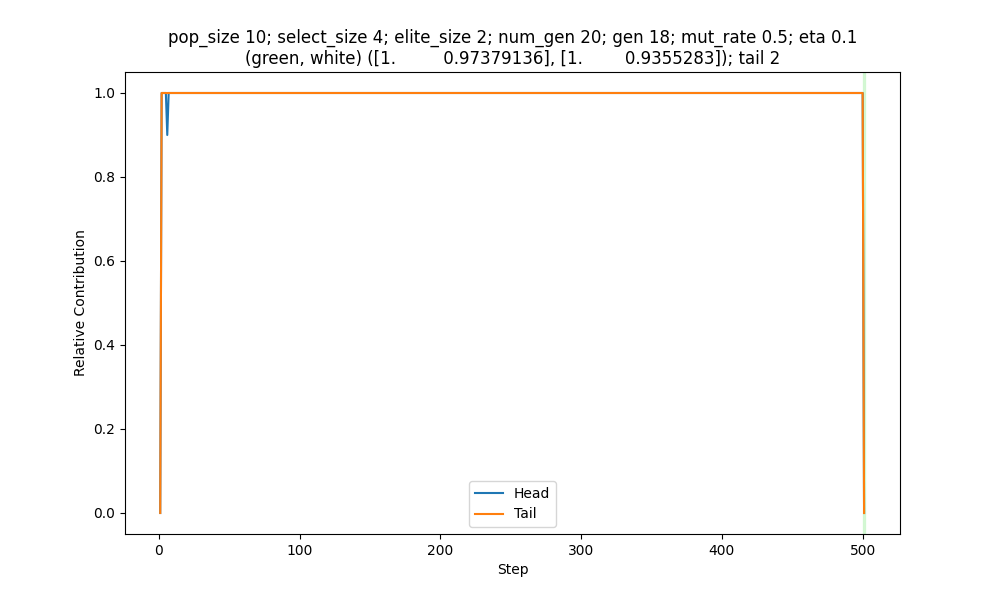 pop_size 10; select_size 4; elite_size 2; num_gen 20; gen 18; mut_rate 0.5; eta 0.1
(green, white) ([1.         0.97379136], [1.        0.9355283]); tail 2
1.0
0.8
0.6
0.4
0.2
0.0
Relative Contribution
Head
Tail
0
100
200
300
400
500
Step